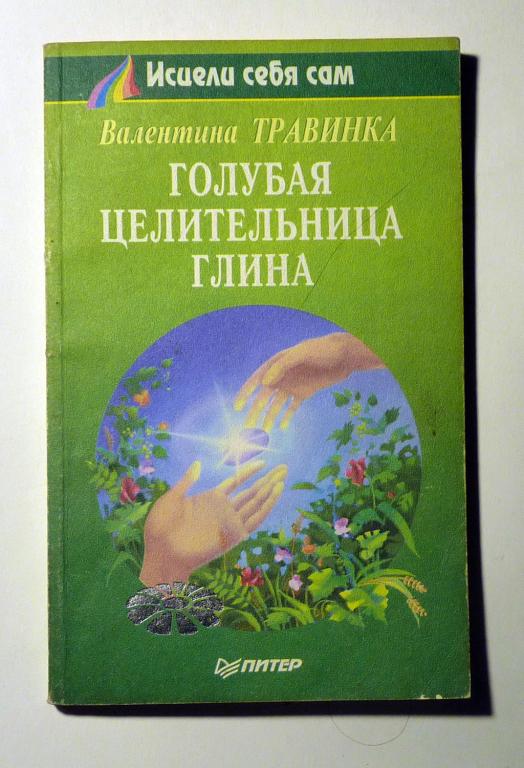 Исцели себя сам
Валентина ТРАВИНКА
ГОЛУБАЯ
ЦЕЛИТЕЛЬНИЦА
ГЛИНА
ПИТЕР